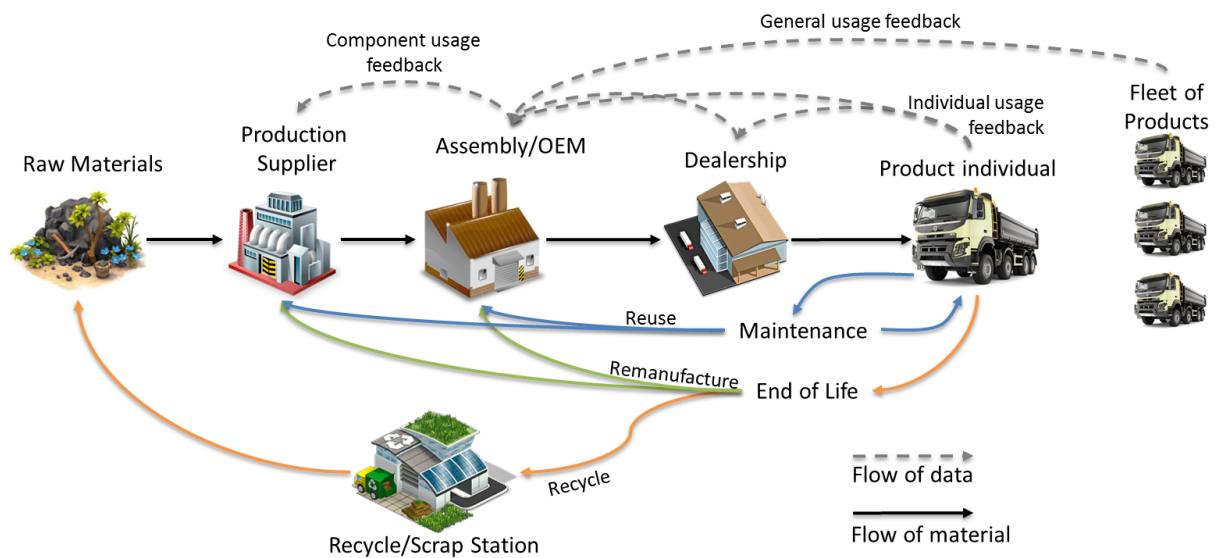 General usage feedback
Component usage
feedback
Individual usage
feedback
Fleet of
Products
Production
Supplier
Assembly/OEM
Dealership
Product individual
Raw Materials
Reuse
Maintenance
Remanufacture
End of Life
Recycle
Flow of data
Flow of material
Recycle/Scrap Station